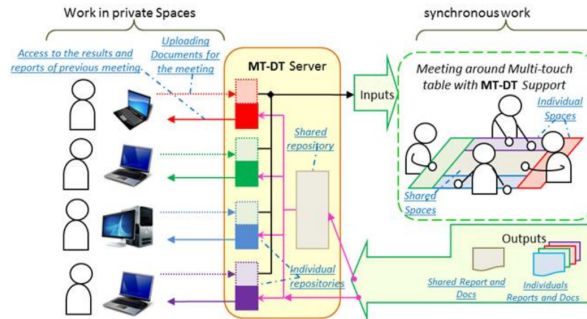 Work in private Spaces
synchronous work
Access to the results and
reports of previous meeting
Uploading
Documents for
the meeting
MT-DT Server
Shared
repository
Individual
repositories
Inputs
Meeting around Multi-touch
table with MT-DT Support
Individual
Spaces
Shared
Spaces
Outputs
Shared Report and
Docs
Individuals
Reports and Docs